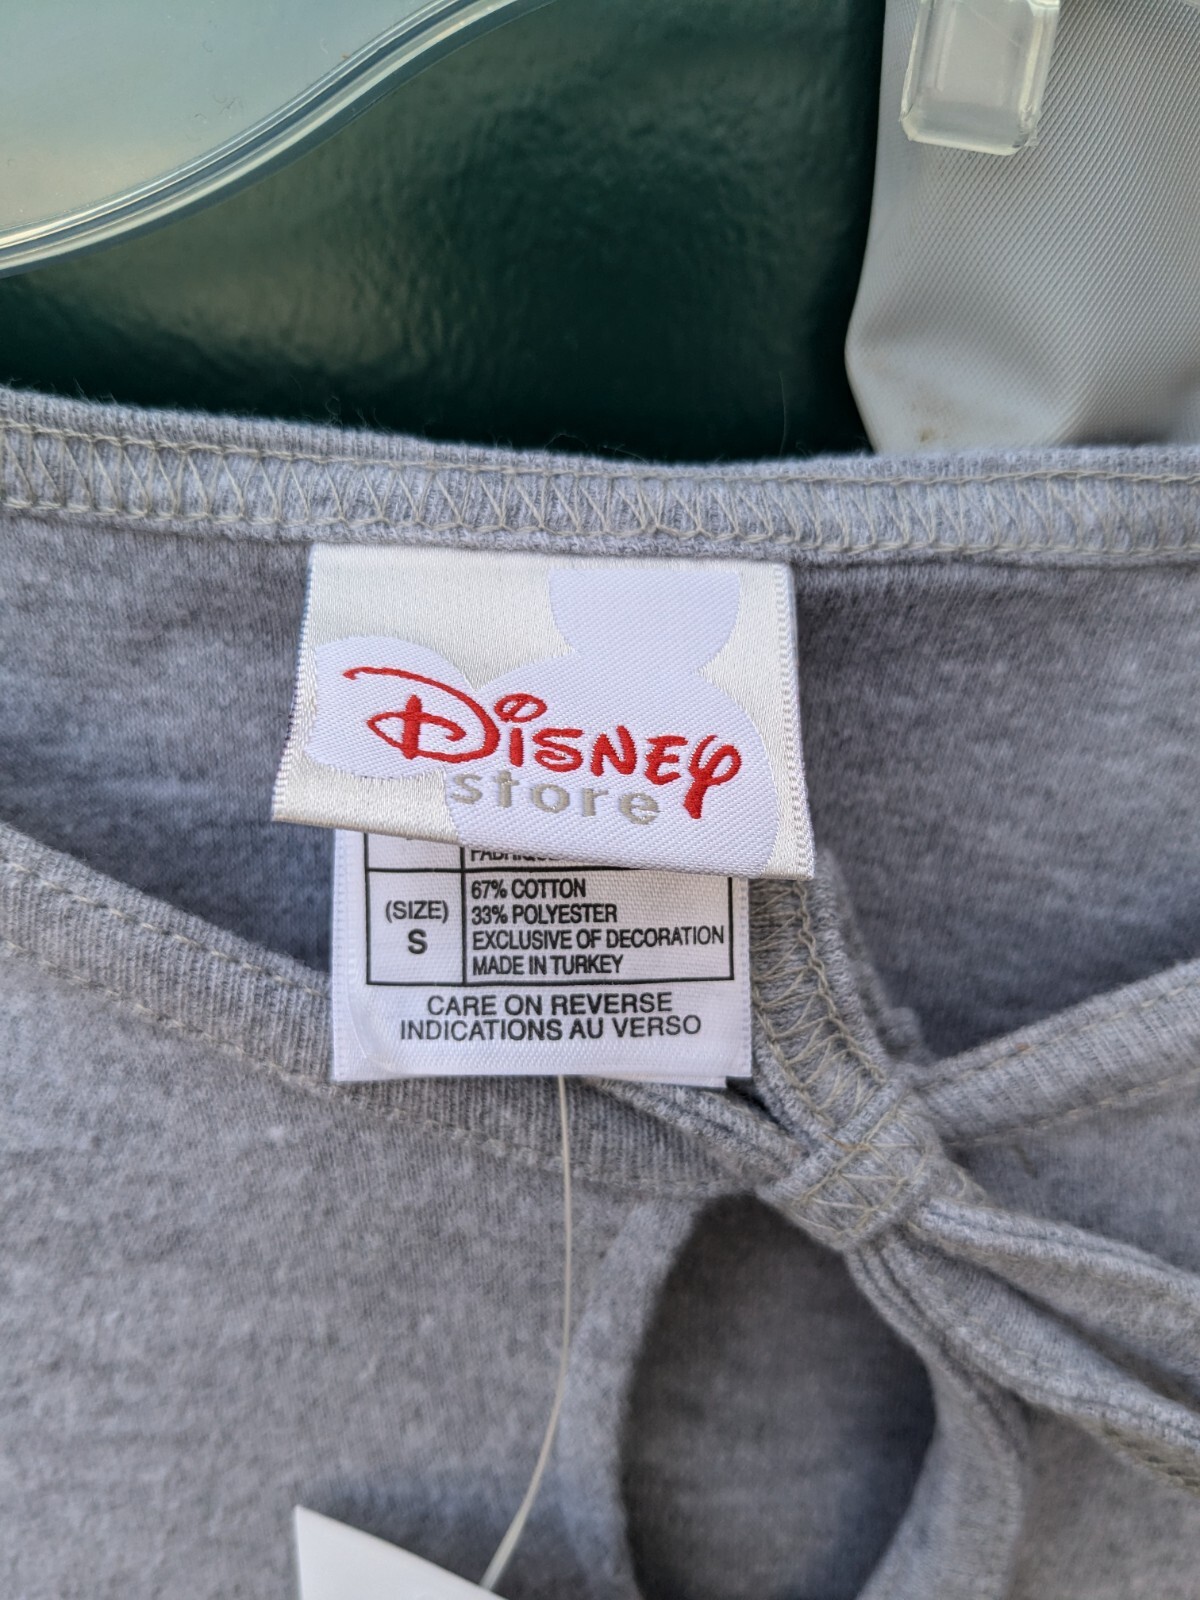 Disney
store
(SIZE)
S
67% COTTON
33% POLYESTER
EXCLUSIVE OF DECORATION
MADE IN TURKEY
CARE ON REVERSE
INDICATIONS AU VERSO